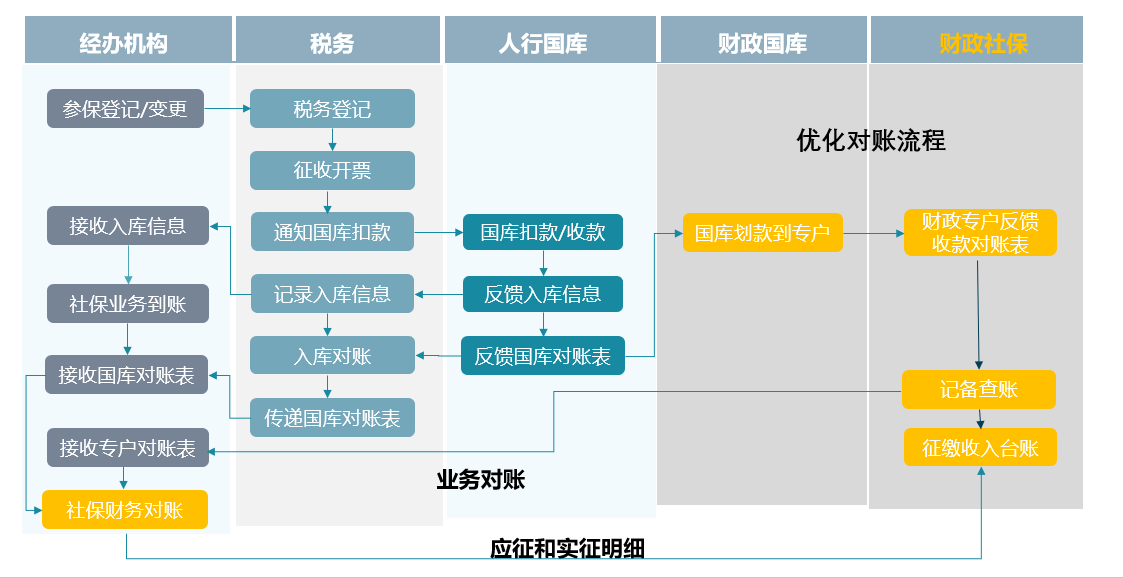 经办机构
税务
人行国库
财政国库
财政社保
参保登记/变更
税务登记
优化对账流程
征收开票
接收入库信息
通知国库扣款
国库扣款/收款
国库划款到专户
财政专户反馈
收款对账表
社保业务到账
记录入库信息
反馈入库信息
接收国库对账表
入库对账
反馈国库对账表
记备查账
传递国库对账表
接收专户对账表
征缴收入台账
业务对账
社保财务对账
应征和实征明细